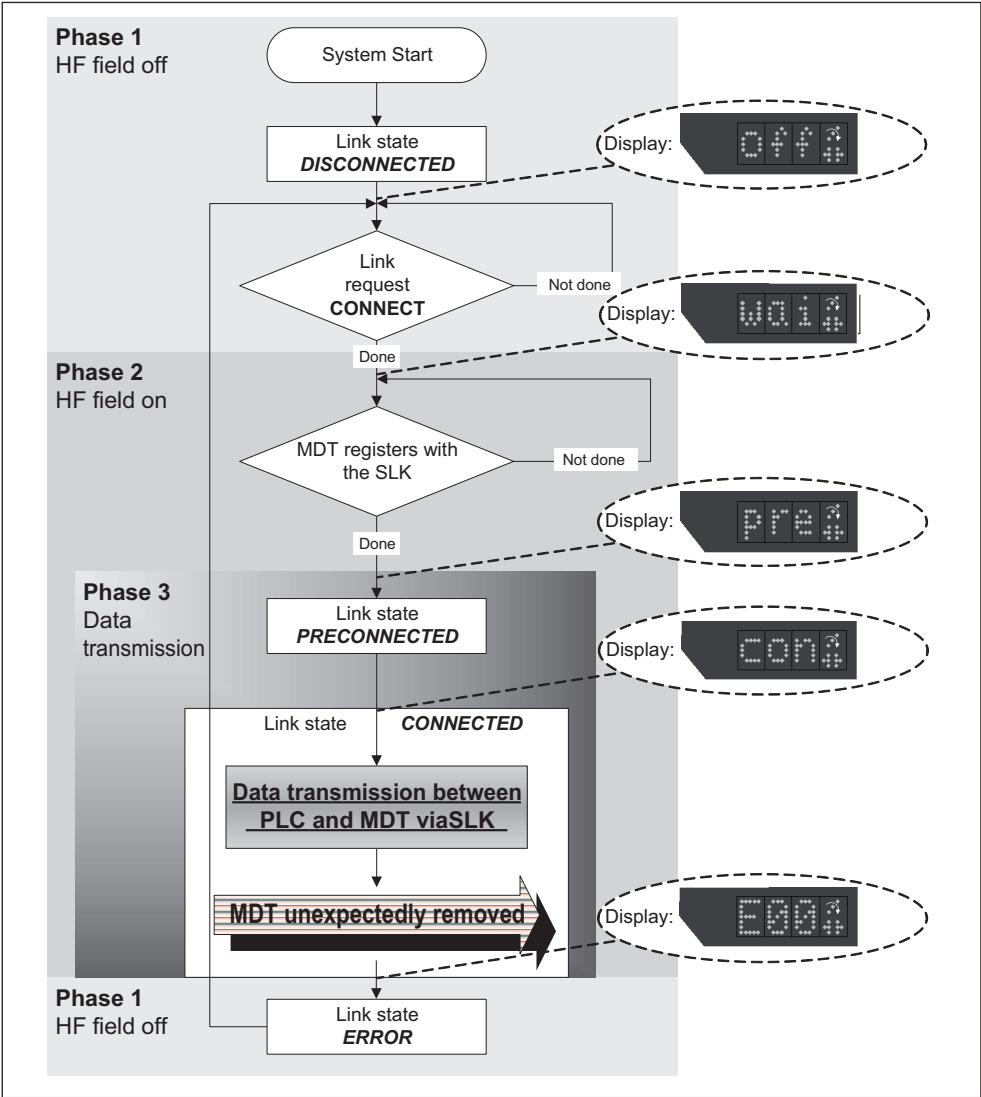 Phase 1
HF field off
System Start
Link state
DISCONNECTED
Display: Off
Link
request
CONNECT
Not done
Display: Wai
Done
Phase 2
HF field on
MDT registers with
the SLK
Not done
Display: pre
Done
Phase 3
Data
transmission
Link state
PRECONNECTED
Display: con
Link state CONNECTED
Data transmission between
PLC and MDT viaSLK
MDT unexpectedly removed
Display: E00
Phase 1
HF field off
Link state
ERROR